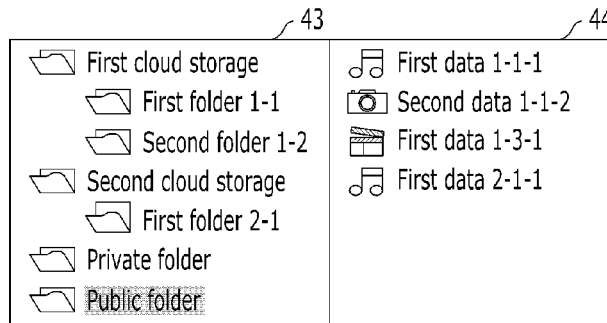 43
44
First cloud storage
First folder 1-1
Second folder 1-2
Second cloud storage
First folder 2-1
Private folder
Public folder
First data 1-1-1
Second data 1-1-2
First data 1-3-1
First data 2-1-1